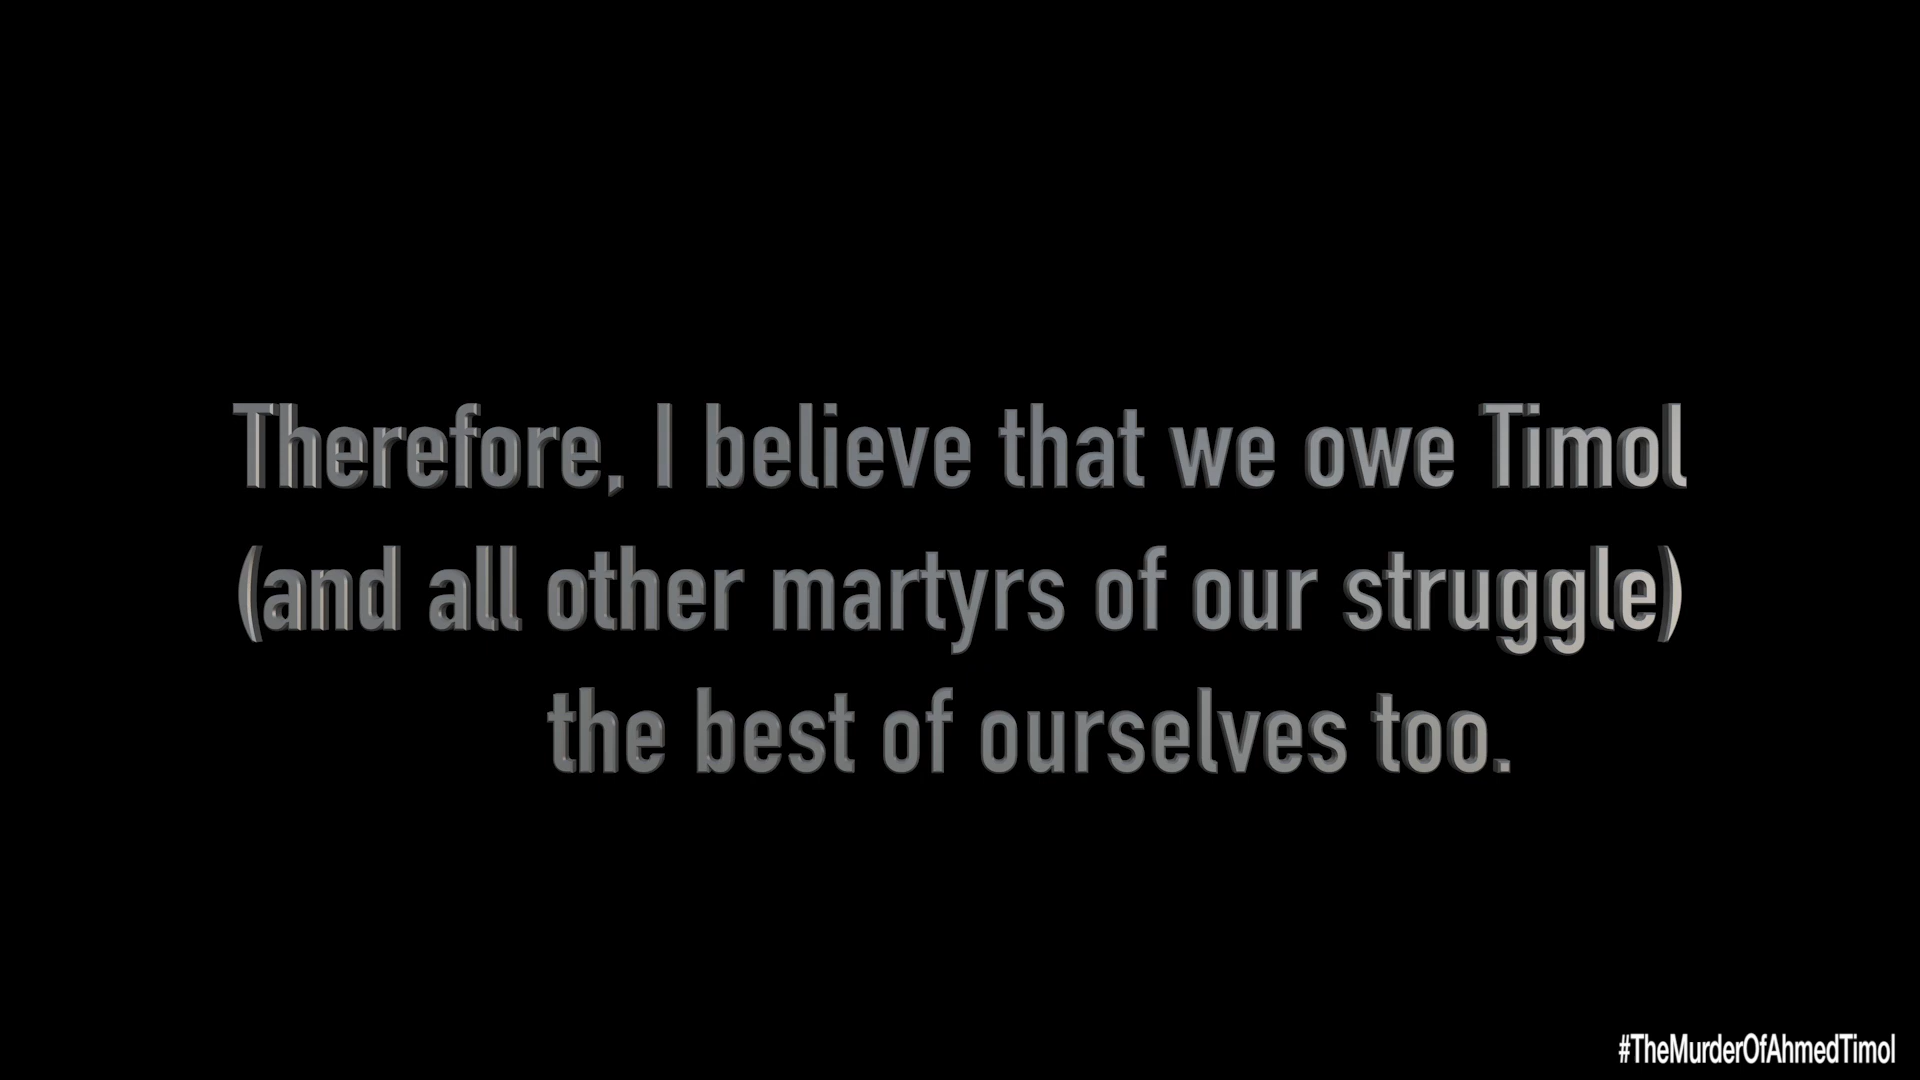 Therefore, I believe that we owe Timol
(and all other martyrs of our struggle)
the best of ourselves too.
#TheMurderOfAhmedTimol